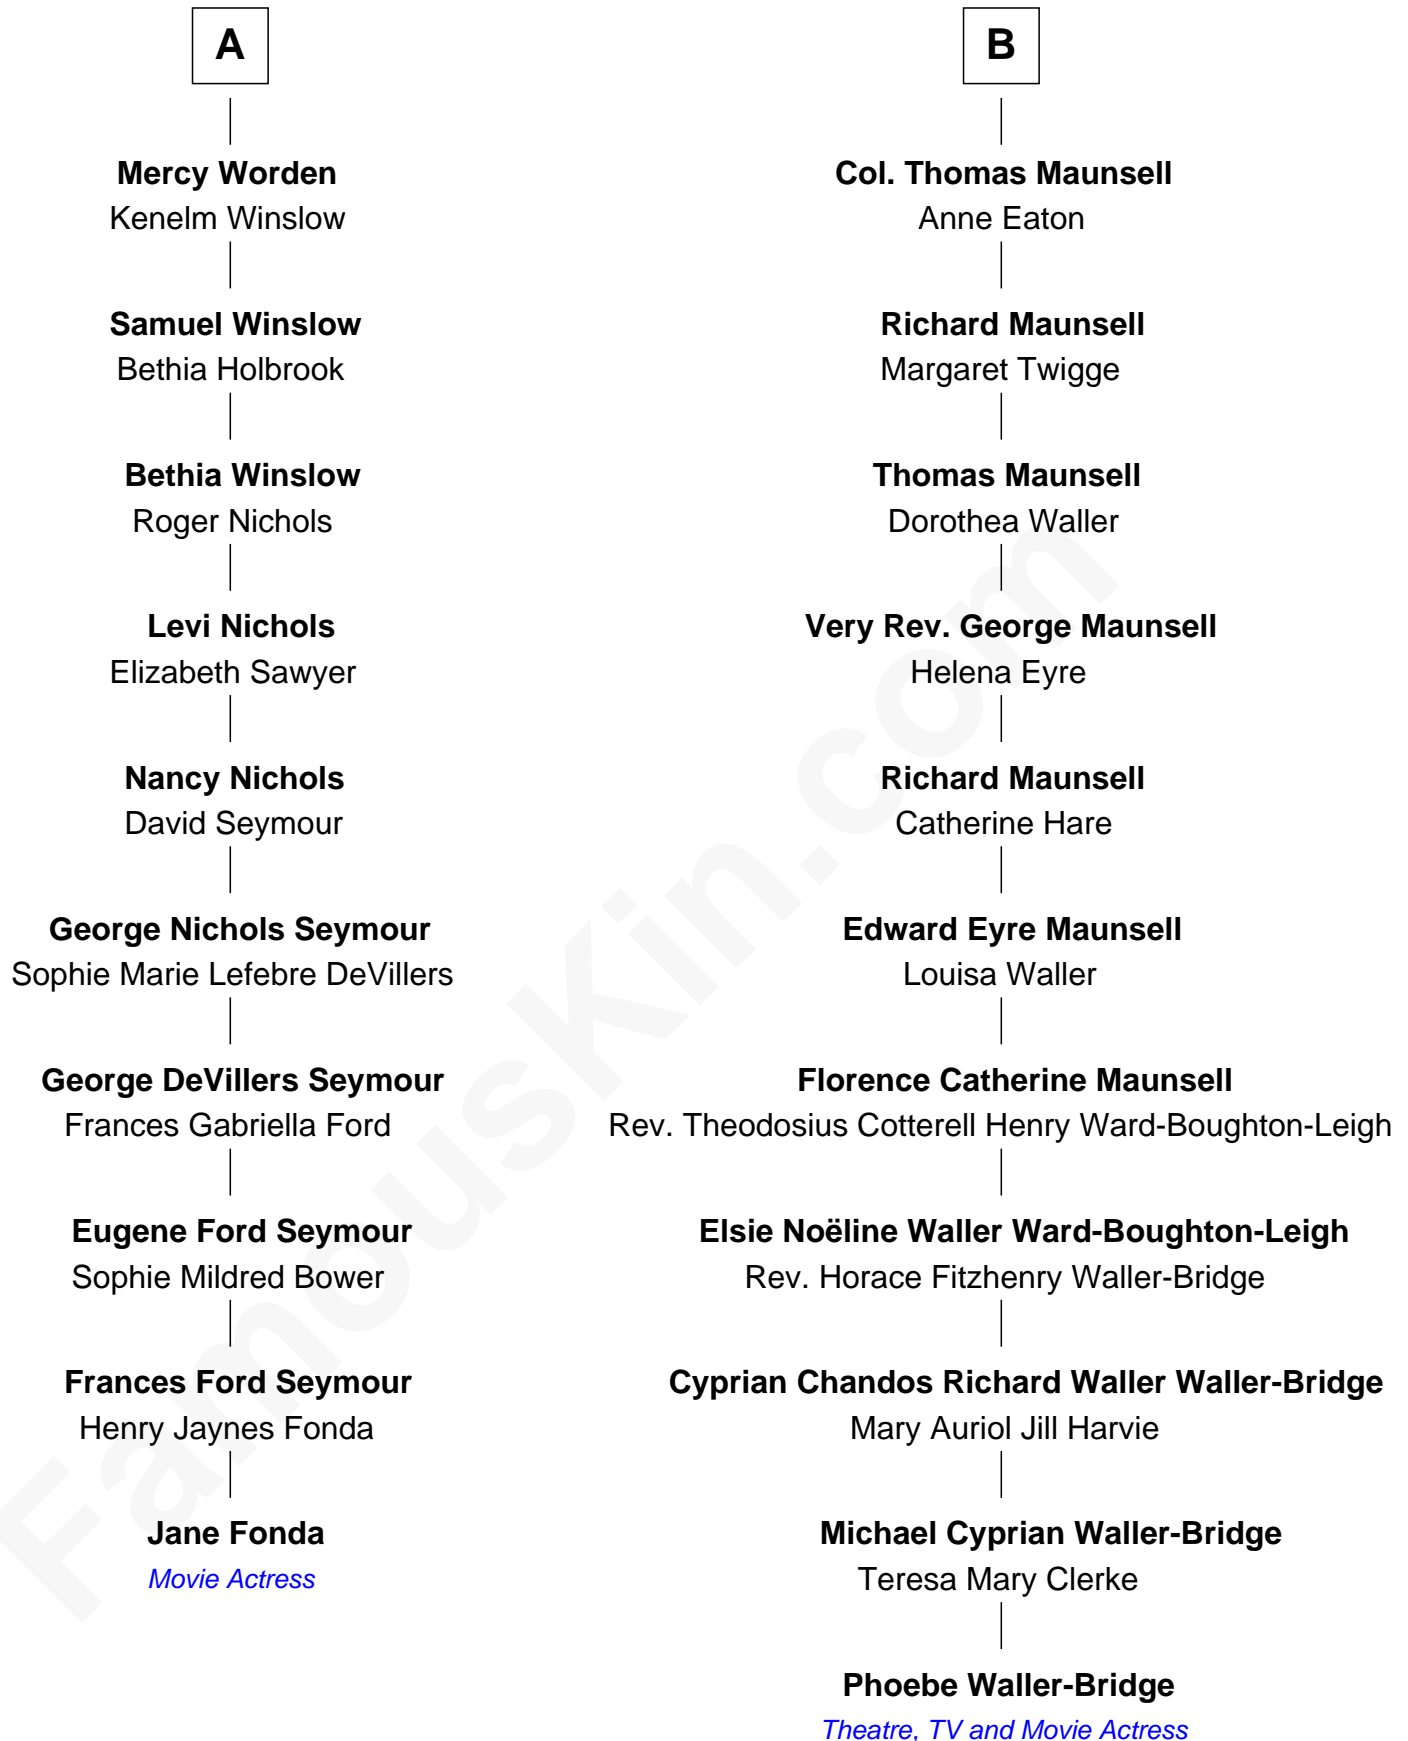 A
Mercy Worden
Kenelm Winslow
Samuel Winslow
Bethia Holbrook
Bethia Winslow
Roger Nichols
Levi Nichols
Elizabeth Sawyer
Nancy Nichols
David Seymour
George Nichols Seymour
Sophie Marie Lefebre DeVillers
George DeVillers Seymour
Frances Gabriella Ford
Eugene Ford Seymour
Sophie Mildred Bower
Frances Ford Seymour
Henry Jaynes Fonda
Jane Fonda
Movie Actress
B
Col. Thomas Maunsell
Anne Eaton
Richard Maunsell
Margaret Twigge
Thomas Maunsell
Dorothea Waller
Very Rev. George Maunsell
Helena Eyre
Richard Maunsell
Catherine Hare
Edward Eyre Maunsell
Louisa Waller
Florence Catherine Maunsell
Rev. Theodosius Cotterell Henry Ward-Boughton-Leigh
Elsie Noëline Waller Ward-Boughton-Leigh
Rev. Horace Fitzhenry Waller-Bridge
Cyprian Chandos Richard Waller Waller-Bridge
Mary Auriol Jill Harvie
Michael Cyprian Waller-Bridge
Teresa Mary Clerke
Phoebe Waller-Bridge
Theatre, TV and Movie Actress
FamousKin.com